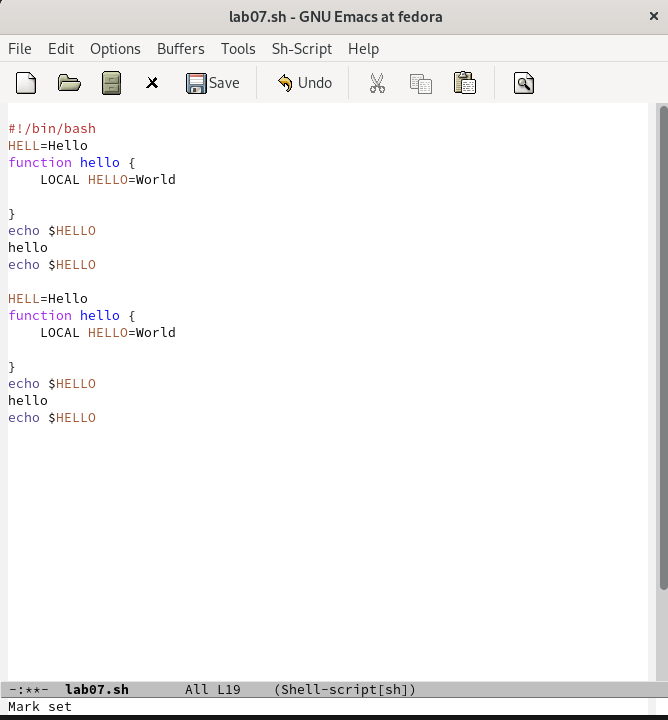 lab07.sh - GNU Emacs at fedora
File Edit Options Buffers Tools Sh-Script Help
Save Undo
#!/bin/bash
HELL=Hello
function hello {
    LOCAL HELLO=World
}
echo $HELLO
hello
echo $HELLO
HELL=Hello
function hello {
    LOCAL HELLO=World
}
echo $HELLO
hello
echo $HELLO
-:**-  lab07.sh       All L19    (Shell-script[sh])
Mark set